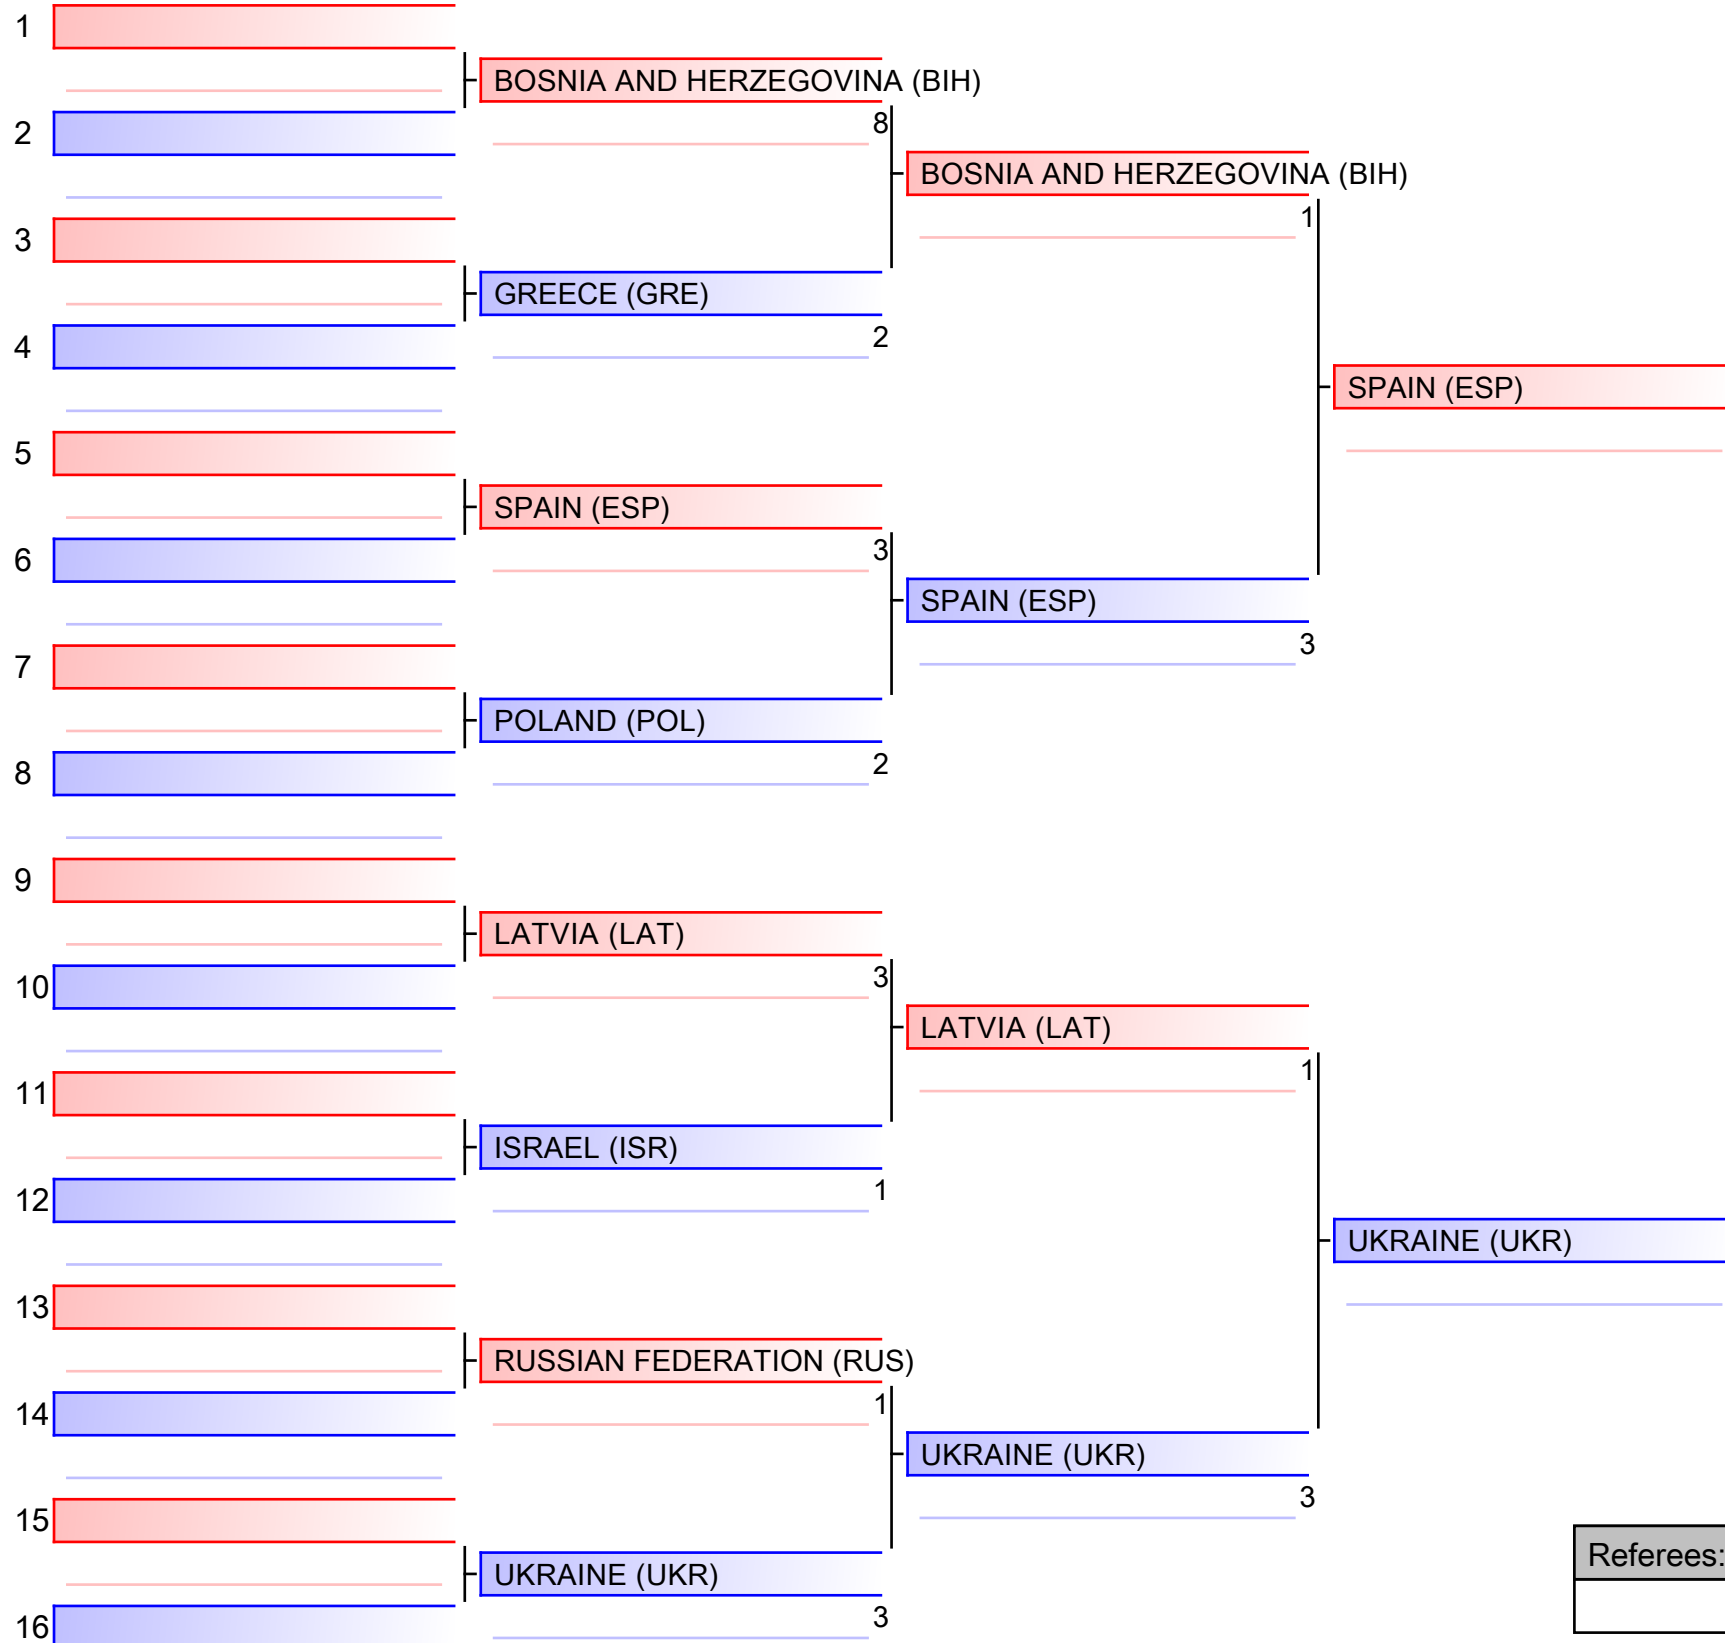 1
BOSNIA AND HERZEGOVINA (BIH)
2
8
BOSNIA AND HERZEGOVINA (BIH)
1
3
GREECE (GRE)
4
2
SPAIN (ESP)
5
SPAIN (ESP)
6
3
SPAIN (ESP)
3
7
POLAND (POL)
8
2
9
LATVIA (LAT)
10
3
LATVIA (LAT)
1
11
ISRAEL (ISR)
12
1
UKRAINE (UKR)
13
RUSSIAN FEDERATION (RUS)
14
1
UKRAINE (UKR)
3
15
Referees:
UKRAINE (UKR)
16
3